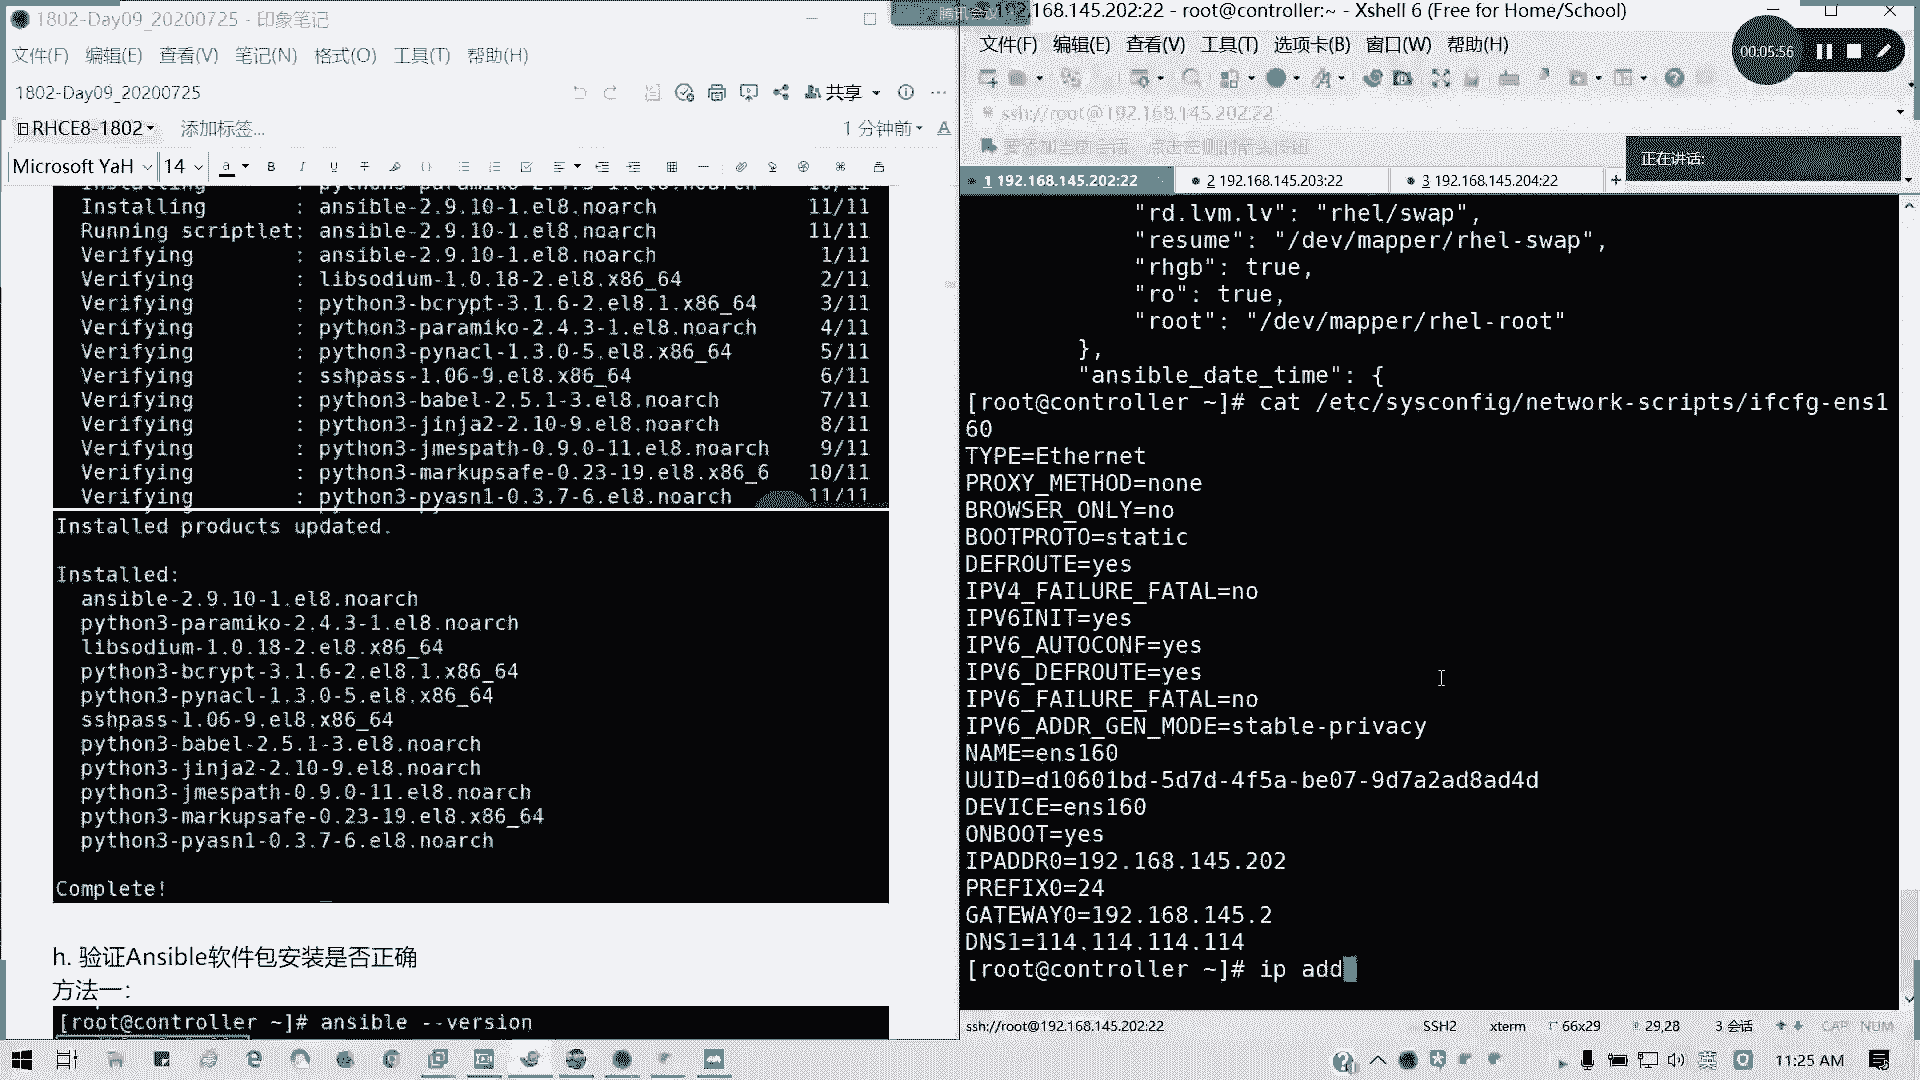 1802-Day09_20200725 - 印象笔记
文件(F) 编辑(E) 查看(V) 笔记(N) 格式(O) 工具(T) 帮助(H)
1802-Day09_20200725
共享
RHCE8-1802 添加标签...
1 分钟前
Microsoft YaH 14
Installing : ansible-2.9.10-1.el8.noarch 11/11
Running scriptlet: ansible-2.9.10-1.el8.noarch 11/11
Verifying : ansible-2.9.10-1.el8.noarch 1/11
Verifying : libsodium-1.0.18-2.el8.x86_64 2/11
Verifying : python3-bcrypt-3.1.6-2.el8.1.x86_64 3/11
Verifying : python3-paramiko-2.4.3-1.el8.noarch 4/11
Verifying : python3-pynacl-1.3.0-5.el8.x86_64 5/11
Verifying : sshpass-1.06-9.el8.x86_64 6/11
Verifying : python3-babel-2.5.1-3.el8.noarch 7/11
Verifying : python3-jinja2-2.10-9.el8.noarch 8/11
Verifying : python3-jmespath-0.9.0-11.el8.noarch 9/11
Verifying : python3-markupsafe-0.23-19.el8.x86_6 10/11
Verifying : python3-pyasn1-0.3.7-6.el8.noarch 11/11
Installed products updated.
Installed:
ansible-2.9.10-1.el8.noarch
python3-paramiko-2.4.3-1.el8.noarch
libsodium-1.0.18-2.el8.x86_64
python3-bcrypt-3.1.6-2.el8.1.x86_64
python3-pynacl-1.3.0-5.el8.x86_64
sshpass-1.06-9.el8.x86_64
python3-babel-2.5.1-3.el8.noarch
python3-jinja2-2.10-9.el8.noarch
python3-jmespath-0.9.0-11.el8.noarch
python3-markupsafe-0.23-19.el8.x86_64
python3-pyasn1-0.3.7-6.el8.noarch
Complete!
h. 验证Ansible软件包安装是否正确
方法一:
[root@controller ~]# ansible --version
.168.145.202:22 - root@controller:~ - Xshell 6 (Free for Home/School)
文件(F) 编辑(E) 查看(V) 工具(T) 选项卡(B) 窗口(W) 帮助(H)
00:05:56
ssh://root@192.168.145.202:22
正在讲话:
1 192.168.145.202:22 2 192.168.145.203:22 3 192.168.145.204:22 +
"rd.lvm.lv": "rhel/swap",
"resume": "/dev/mapper/rhel-swap",
"rhgb": true,
"ro": true,
"root": "/dev/mapper/rhel-root"
},
"ansible_date_time": {
[root@controller ~]# cat /etc/sysconfig/network-scripts/ifcfg-ens1
60
TYPE=Ethernet
PROXY_METHOD=none
BROWSER_ONLY=no
BOOTPROTO=static
DEFROUTE=yes
IPV4_FAILURE_FATAL=no
IPV6INIT=yes
IPV6_AUTOCONF=yes
IPV6_DEFROUTE=yes
IPV6_FAILURE_FATAL=no
IPV6_ADDR_GEN_MODE=stable-privacy
NAME=ens160
UUID=d10601bd-5d7d-4f5a-be07-9d7a2ad8ad4d
DEVICE=ens160
ONBOOT=yes
IPADDR0=192.168.145.202
PREFIX0=24
GATEWAY0=192.168.145.2
DNS1=114.114.114.114
[root@controller ~]# ip add
ssh://root@192.168.145.202:22 SSH2 xterm 66x29 29,28 3 会话 CAP NUM
英 11:25 AM